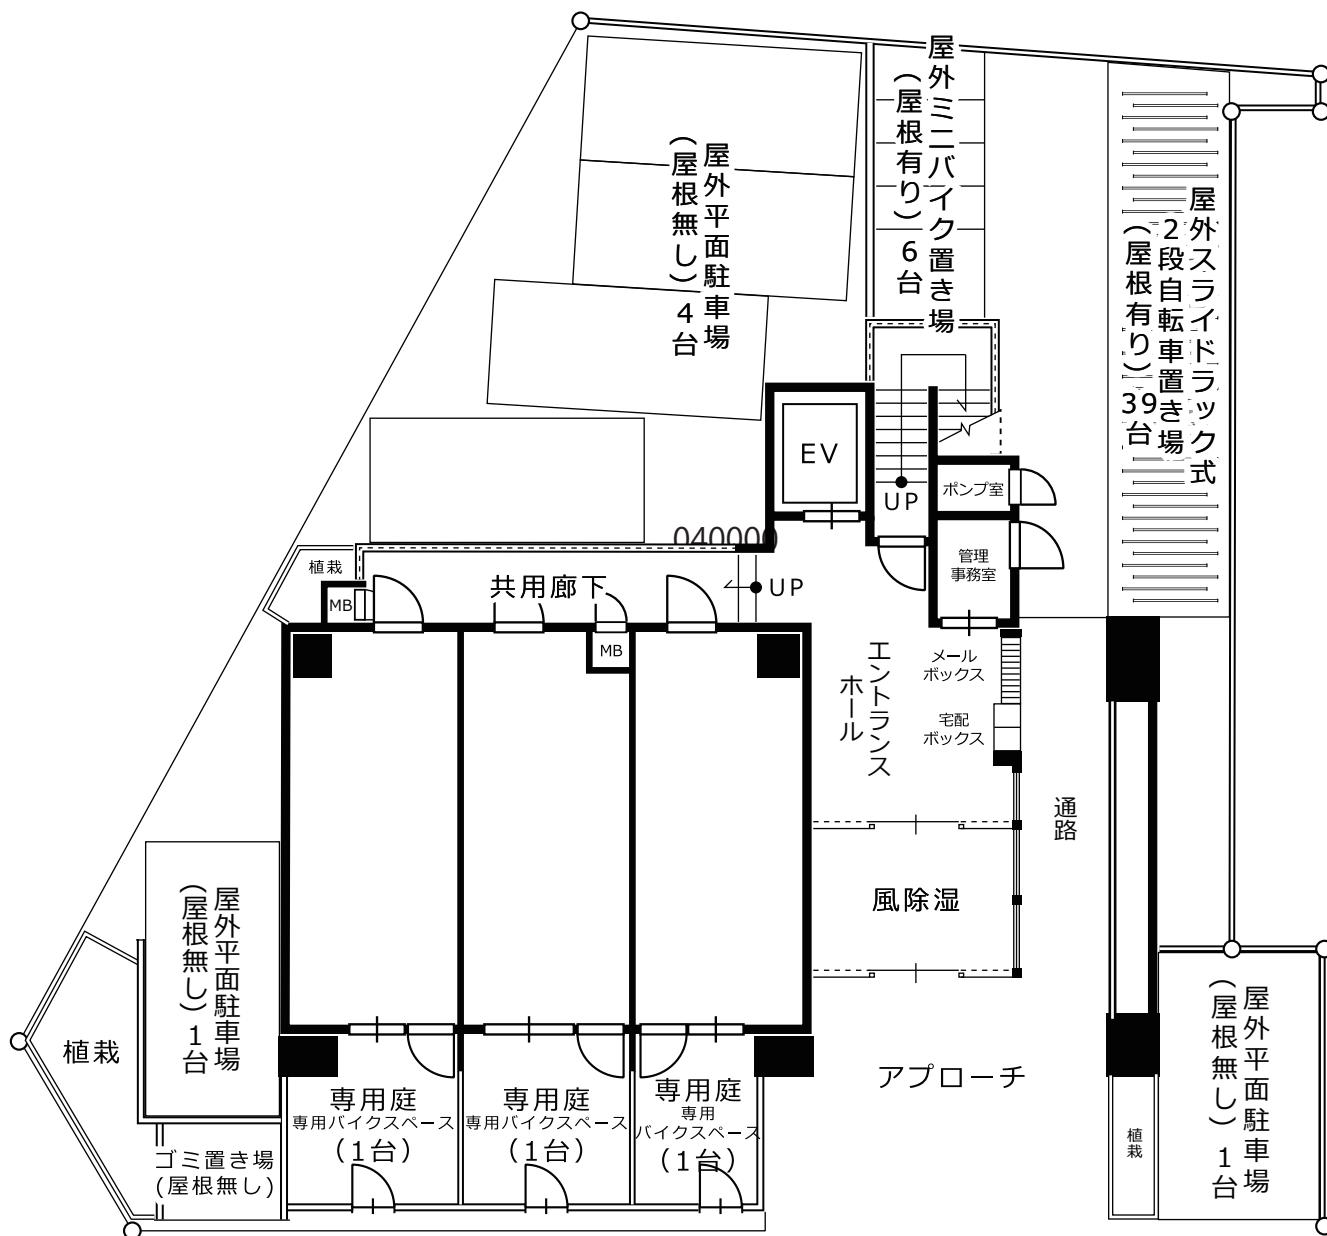 屋外平面駐車場
(屋根無し) 4台
屋外ミニバイク置き場
(屋根有り) 6台
屋外スライドラック式
2段自転車置き場
(屋根有り) 39台
EV
UP
ポンプ室
管理
事務室
040000
植栽
MB
共用廊下
UP
MB
エントランス
ホール
メール
ボックス
宅配
ボックス
通路
風除湿
アプローチ
屋外平面駐車場
(屋根無し) 1台
植栽
ゴミ置き場
(屋根無し)
専用庭
専用バイクスペース
(1台)
専用庭
専用バイクスペース
(1台)
専用庭
専用
バイクスペース
(1台)
植栽
屋外平面駐車場
(屋根無し) 1台